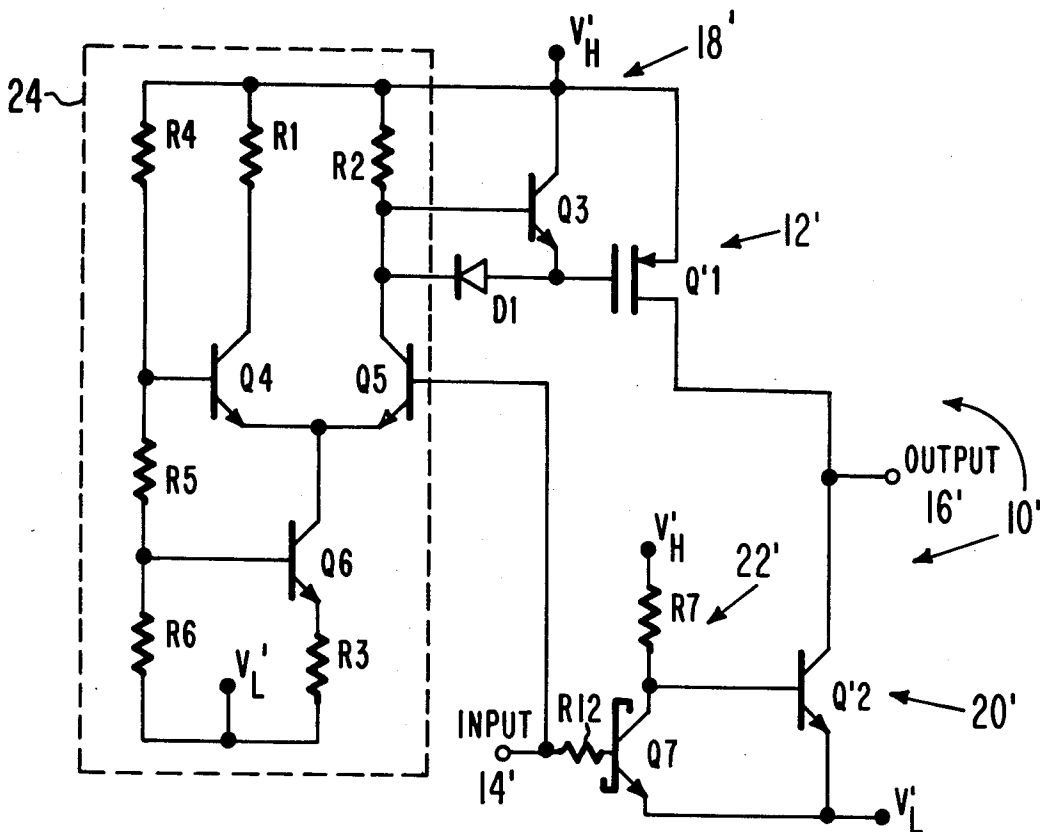 V'H
18'
24
R4
R1
R2
Q3
12'
Q'1
D1
Q4
Q5
OUTPUT
16'
10'
R5
V'H
Q6
22'
R7
R6
R3
VL'
Q'2
20'
INPUT
R12
14'
Q7
V'L